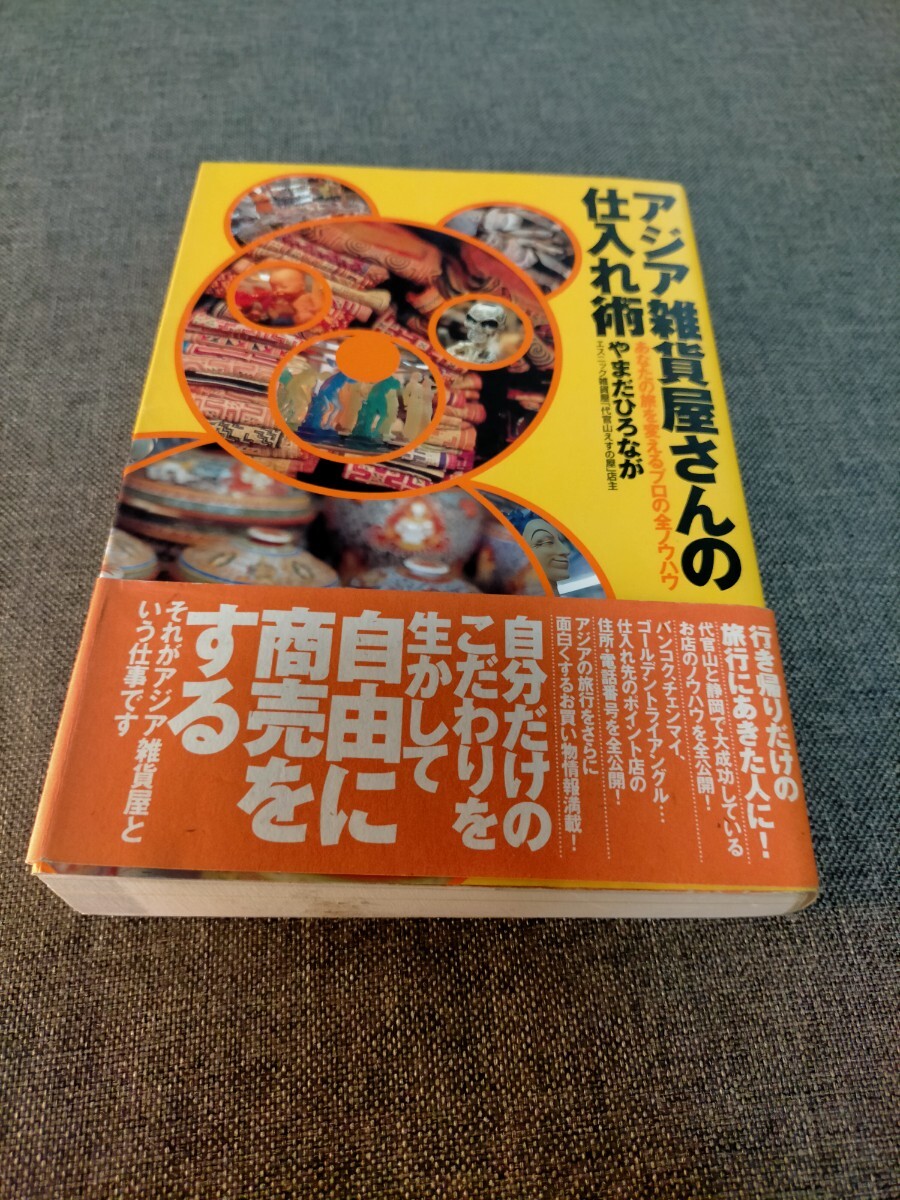 アジア雑貨屋さんの
仕入れ術
あなたの旅を変えるプロの全ノウハウ
やまだひろなが
エスニック雑貨屋「代官山えすの屋」店主
行き帰りだけの
旅行にあきた人に!
代官山と静岡で大成功している
お店のノウハウを全公開!
バンコク、チェンマイ、
ゴールデントライアングル…
仕入れ先のポイント店の
住所・電話番号を全公開!
アジアの旅行をさらに
面白くするお買い物情報満載!
自分だけの
こだわりを
生かして
自由に
商売を
する
それがアジア雑貨屋と
いう仕事です